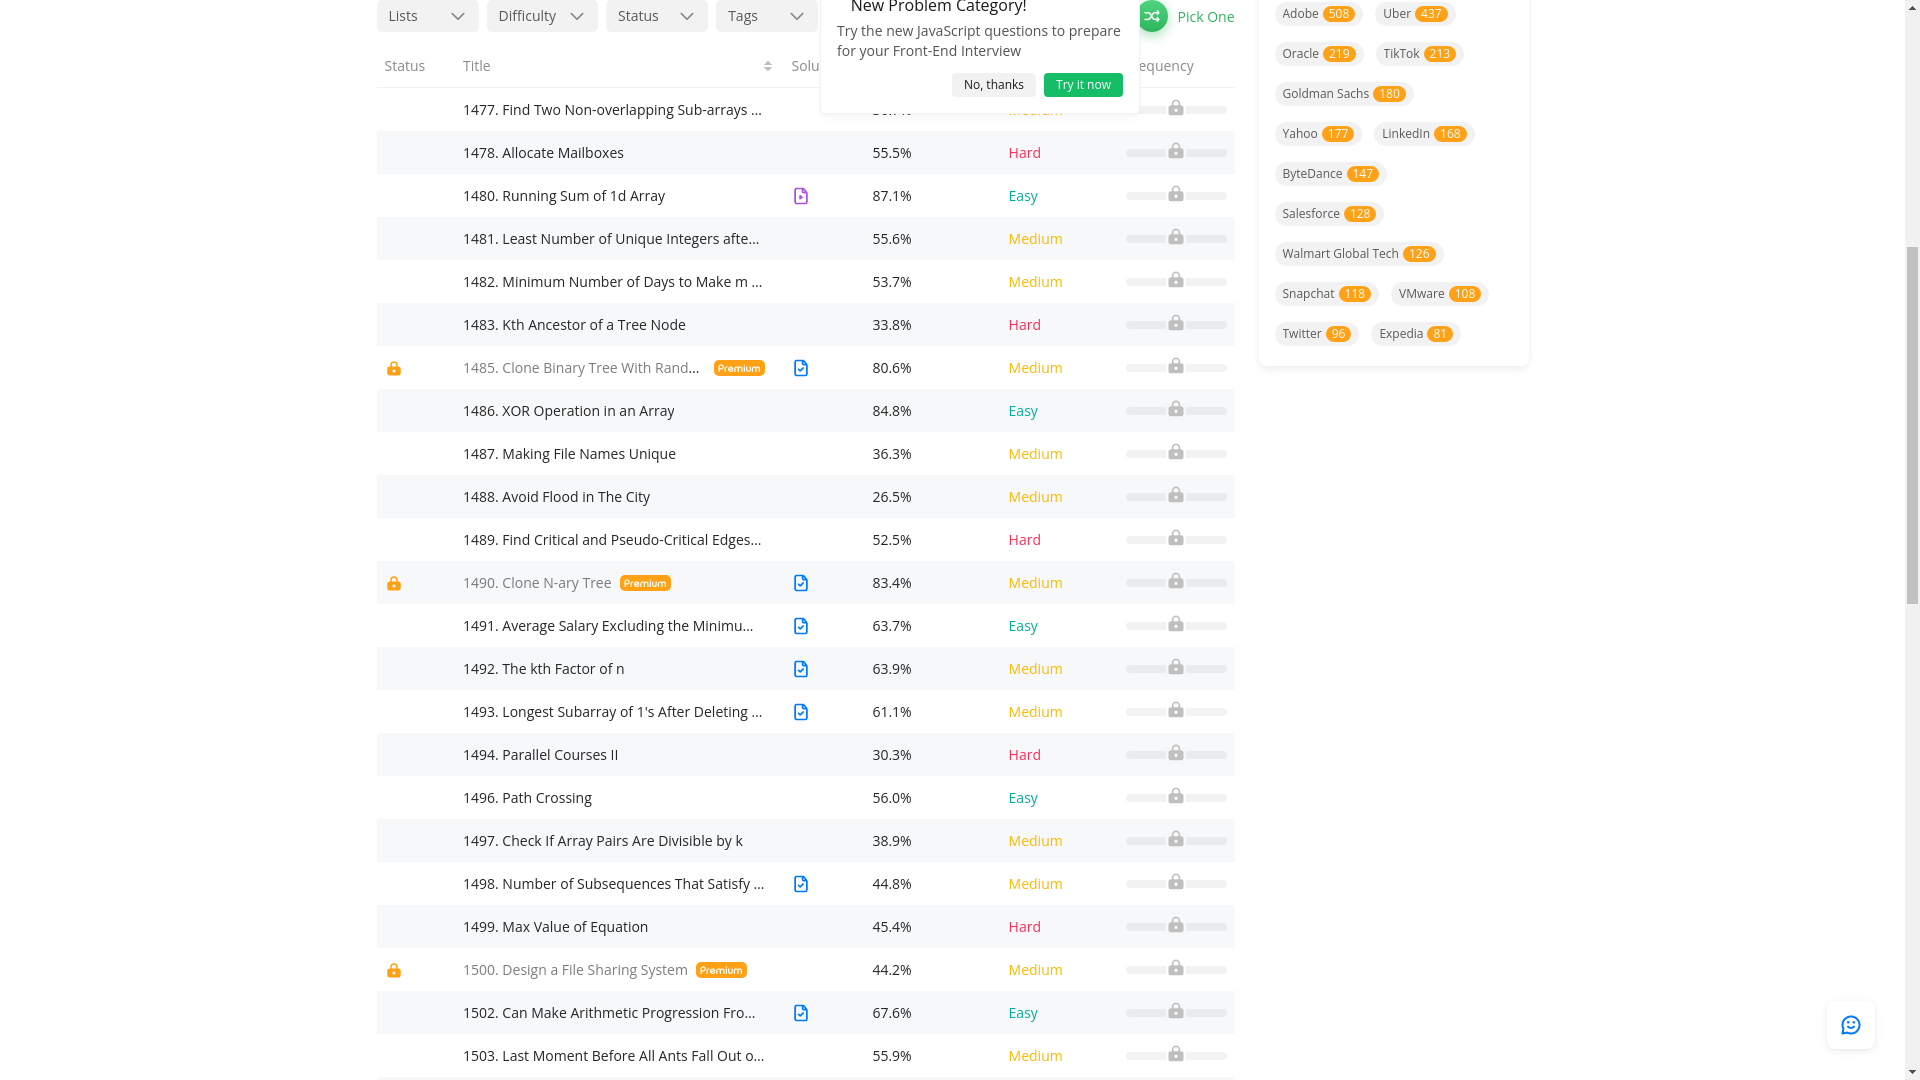 Lists
Difficulty
Status
Tags
New Problem Category!
Try the new JavaScript questions to prepare
for your Front-End Interview
No, thanks
Try it now
Pick One
Status
Title
Solu
equency
1477. Find Two Non-overlapping Sub-arrays ...
1478. Allocate Mailboxes 55.5% Hard
1480. Running Sum of 1d Array 87.1% Easy
1481. Least Number of Unique Integers afte... 55.6% Medium
1482. Minimum Number of Days to Make m ... 53.7% Medium
1483. Kth Ancestor of a Tree Node 33.8% Hard
1485. Clone Binary Tree With Rand... Premium 80.6% Medium
1486. XOR Operation in an Array 84.8% Easy
1487. Making File Names Unique 36.3% Medium
1488. Avoid Flood in The City 26.5% Medium
1489. Find Critical and Pseudo-Critical Edges... 52.5% Hard
1490. Clone N-ary Tree Premium 83.4% Medium
1491. Average Salary Excluding the Minimu... 63.7% Easy
1492. The kth Factor of n 63.9% Medium
1493. Longest Subarray of 1's After Deleting ... 61.1% Medium
1494. Parallel Courses II 30.3% Hard
1496. Path Crossing 56.0% Easy
1497. Check If Array Pairs Are Divisible by k 38.9% Medium
1498. Number of Subsequences That Satisfy ... 44.8% Medium
1499. Max Value of Equation 45.4% Hard
1500. Design a File Sharing System Premium 44.2% Medium
1502. Can Make Arithmetic Progression Fro... 67.6% Easy
1503. Last Moment Before All Ants Fall Out o... 55.9% Medium
Adobe 508 Uber 437
Oracle 219 TikTok 213
Goldman Sachs 180
Yahoo 177 LinkedIn 168
ByteDance 147
Salesforce 128
Walmart Global Tech 126
Snapchat 118 VMware 108
Twitter 96 Expedia 81